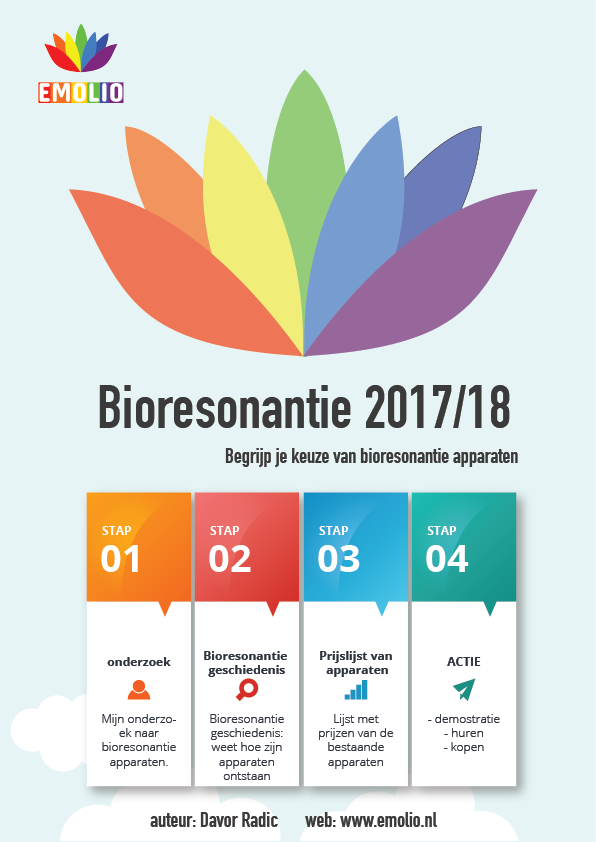 EMOLIO
Bioresonantie 2017/18
Begrijp je keuze van bioresonantie apparaten
STAP
01
onderzoek
Mijn onderzo-
ek naar
bioresonantie
apparaten.
STAP
02
Bioresonantie
geschiedenis
Bioresonantie
geschiedenis:
weet hoe zijn
apparaten
ontstaan
STAP
03
Prijslijst van
apparaten
Lijst met
prijzen van de
bestaande
apparaten
STAP
04
ACTIE
- demostratie
- huren
- kopen
auteur: Davor Radic web: www.emolio.nl